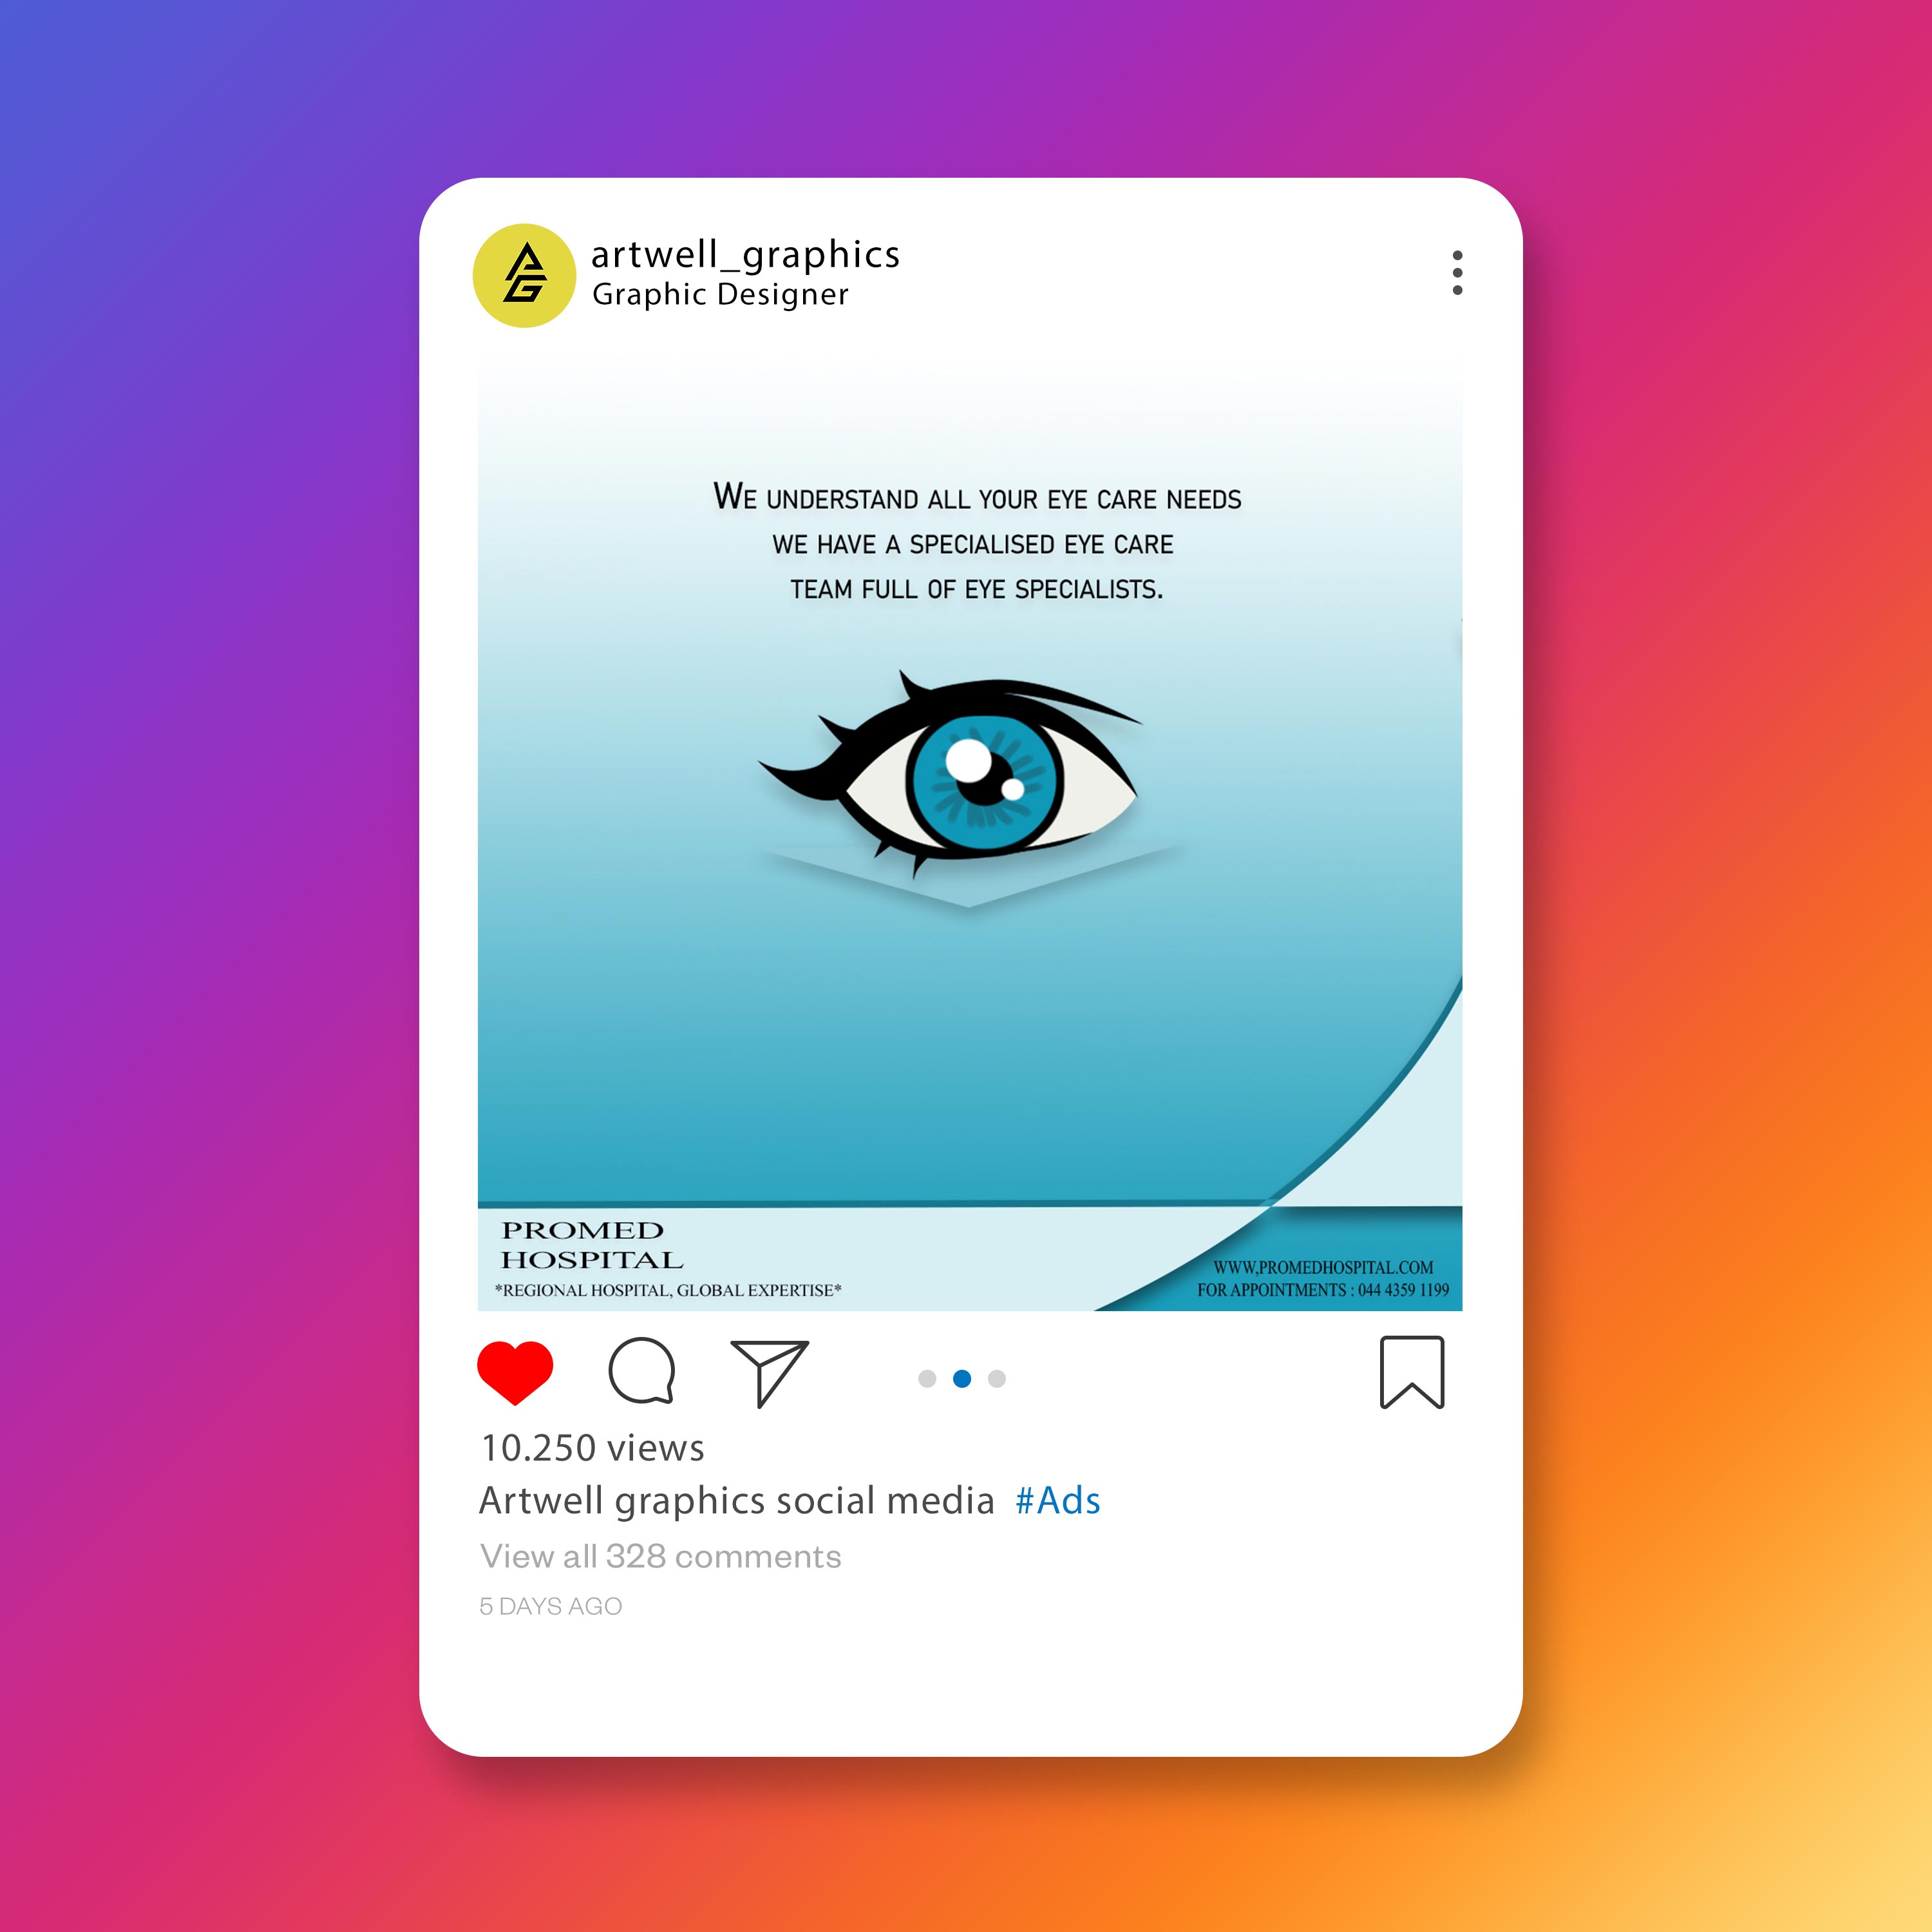 artwell_graphics
Graphic Designer
WE UNDERSTAND ALL YOUR EYE CARE NEEDS
WE HAVE A SPECIALISED EYE CARE
TEAM FULL OF EYE SPECIALISTS.
PROMED
HOSPITAL
*REGIONAL HOSPITAL, GLOBAL EXPERTISE*
WWW,PROMEDHOSPITAL.COM
FOR APPOINTMENTS : 044 4359 1199
10.250 views
Artwell graphics social media #Ads
View all 328 comments
5 DAYS AGO